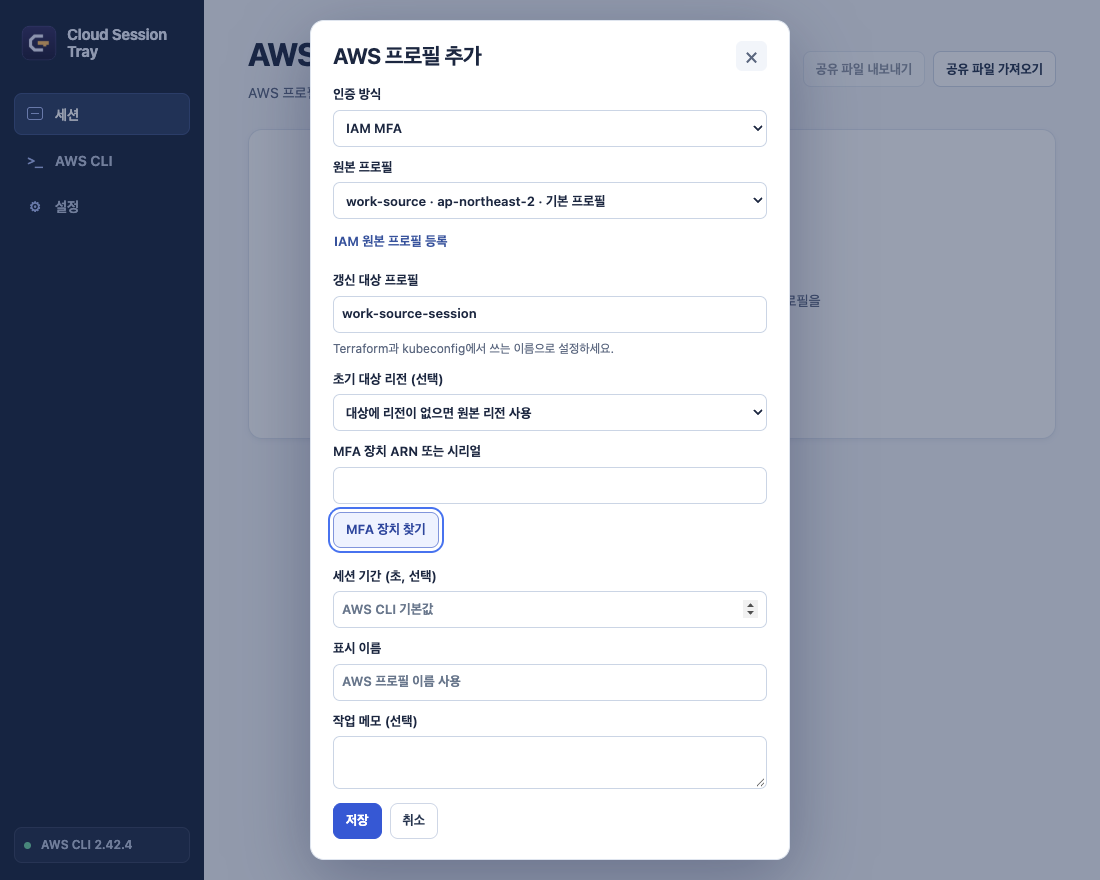 Cloud Session
Tray
세션
>_ AWS CLI
설정
AWS CLI 2.42.4
AWS
AWS 프로필
공유 파일 내보내기
공유 파일 가져오기
로필을
AWS 프로필 추가
인증 방식
IAM MFA
원본 프로필
work-source · ap-northeast-2 · 기본 프로필
IAM 원본 프로필 등록
갱신 대상 프로필
work-source-session
Terraform과 kubeconfig에서 쓰는 이름으로 설정하세요.
초기 대상 리전 (선택)
대상에 리전이 없으면 원본 리전 사용
MFA 장치 ARN 또는 시리얼
MFA 장치 찾기
세션 기간 (초, 선택)
AWS CLI 기본값
표시 이름
AWS 프로필 이름 사용
작업 메모 (선택)
저장
취소